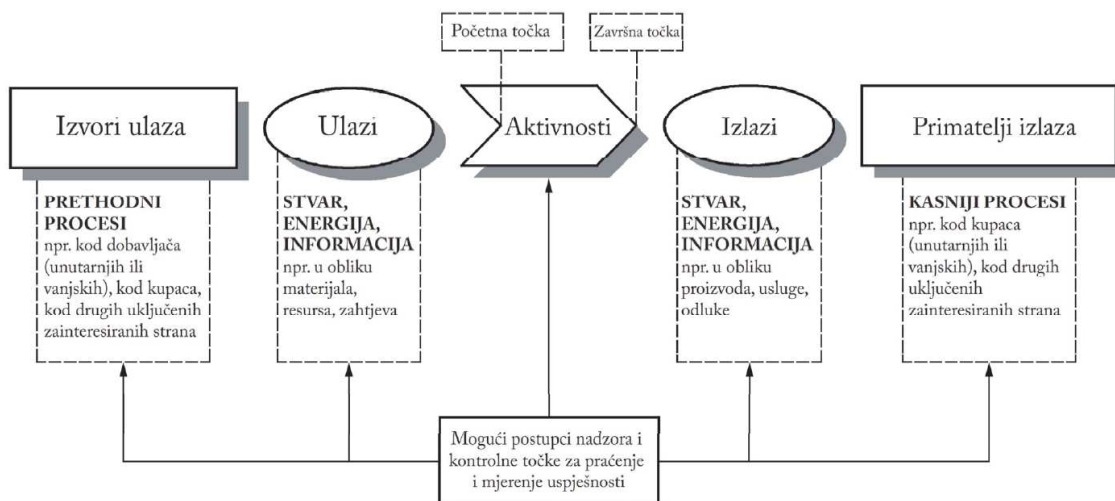 Početna točka
Završna točka
Izvori ulaza
Ulazi
Aktivnosti
Izlazi
Primatelji izlaza
PRETHODNI
PROCESI
npr. kod dobavljača
(unutarnjih ili
vanjskih), kod kupaca,
kod drugih uključenih
zainteresiranih strana
STVAR,
ENERGIJA,
INFORMACIJA
npr. u obliku
materijala,
resursa, zahtjeva
STVAR,
ENERGIJA,
INFORMACIJA
npr. u obliku
proizvoda, usluge,
odluke
KASNIJI PROCESI
npr. kod kupaca
(unutarnjih ili
vanjskih), kod drugih
uključenih
zainteresiranih strana
Mogući postupci nadzora i
kontrolne točke za praćenje
i mjerenje uspješnosti